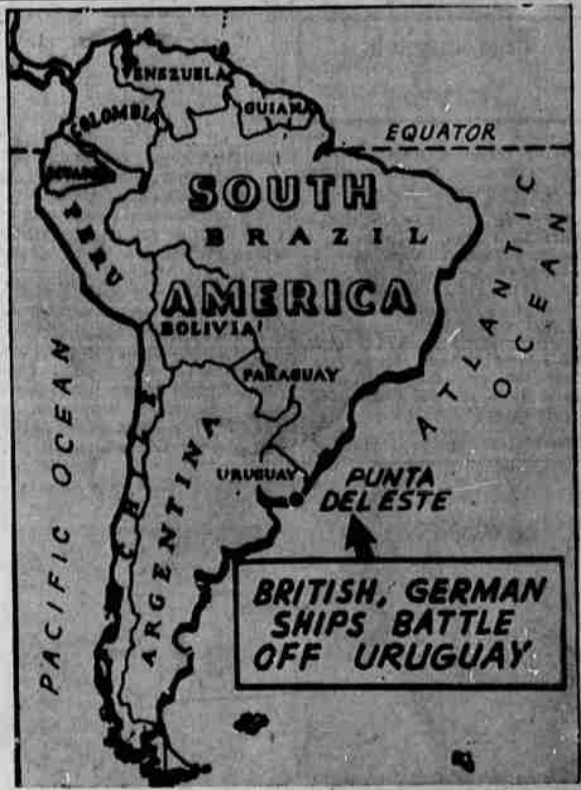 VENEZUELA
GUIANA
COLOMBIA
EQUATOR
ECUADOR
SOUTH
BRAZIL
PERU
AMERICA
BOLIVIA
ATLANTIC
OCEAN
PARAGUAY
PACIFIC OCEAN
CHILE
ARGENTINA
URUGUAY
PUNTA
DEL ESTE
BRITISH, GERMAN
SHIPS BATTLE
OFF URUGUAY